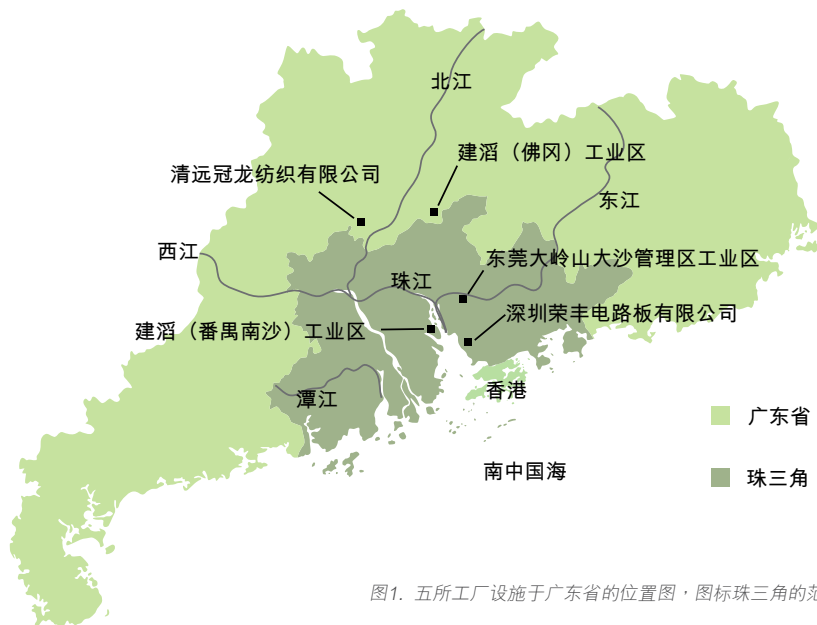 北江
建滔（佛冈）工业区
清远冠龙纺织有限公司
东江
西江
东莞大岭山大沙管理区工业区
珠江
深圳荣丰电路板有限公司
建滔（番禺南沙）工业区
香港
潭江
广东省
南中国海
珠三角
图1. 五所工厂设施于广东省的位置图，图标珠三角的范